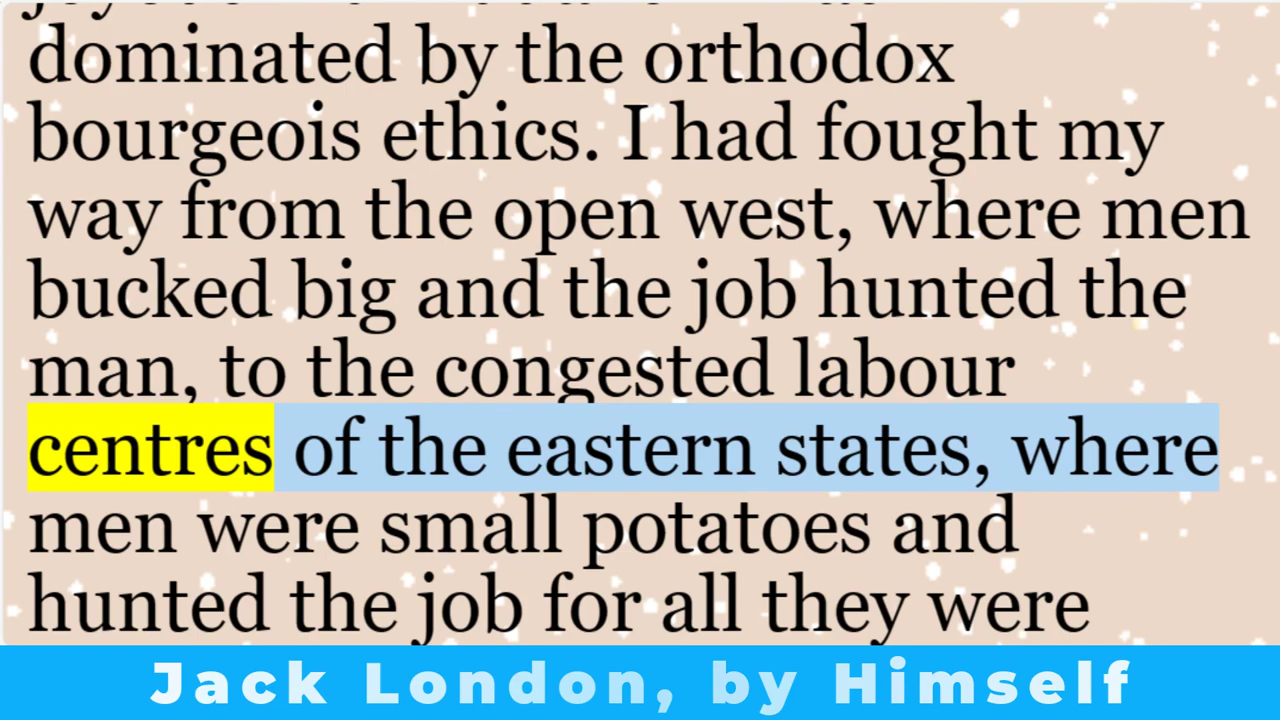 dominated by the orthodox
bourgeois ethics. I had fought my
way from the open west, where men
bucked big and the job hunted the
man, to the congested labour
centres of the eastern states, where
men were small potatoes and
hunted the job for all they were
Jack London, by Himself